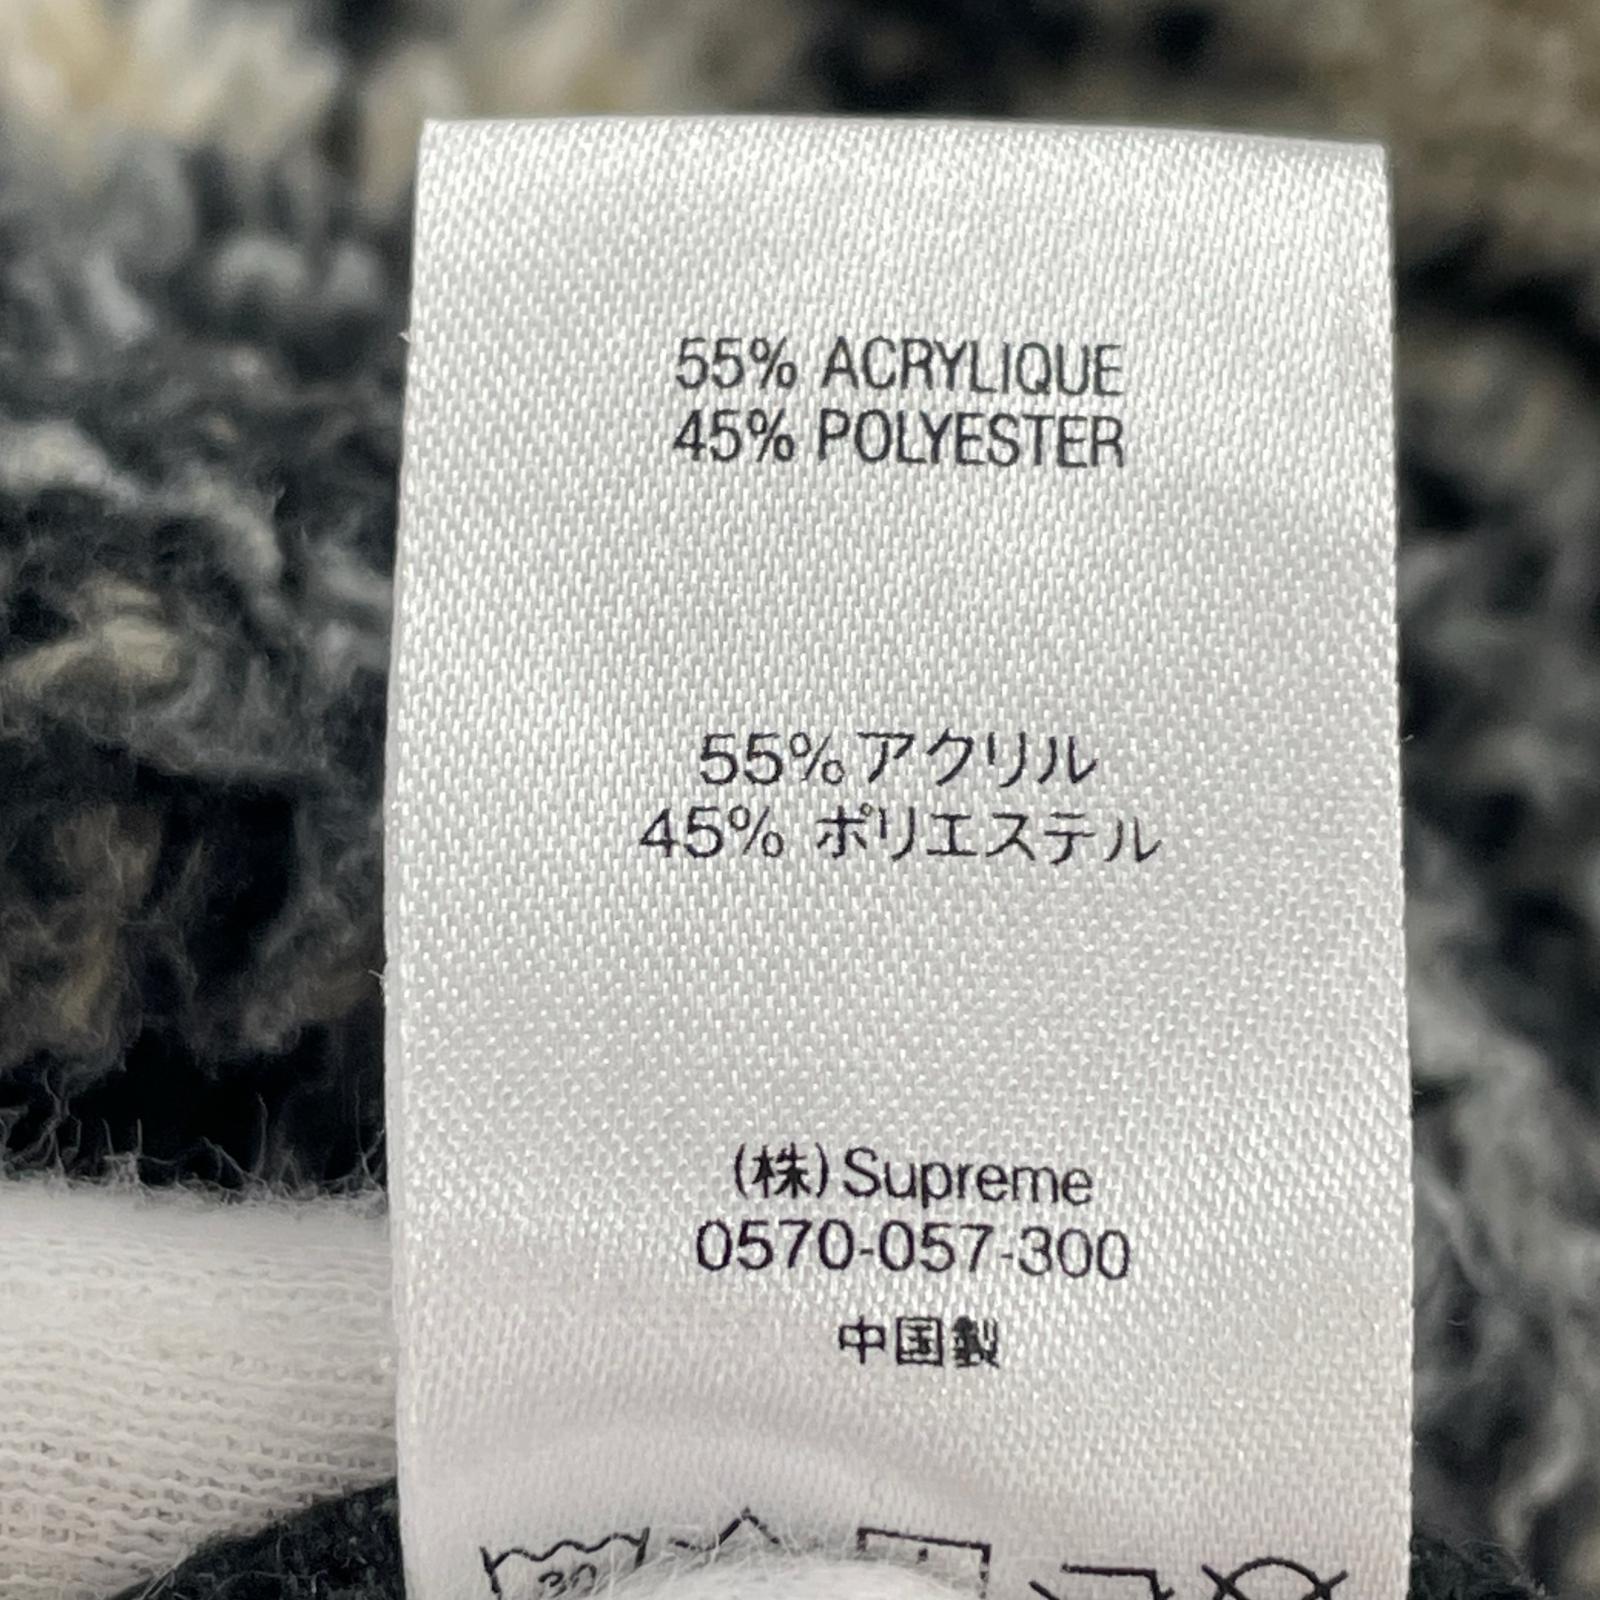 55% ACRYLIQUE
45% POLYESTER
55%アクリル
45% ポリエステル
(株)Supreme
0570-057-300
中国製
30